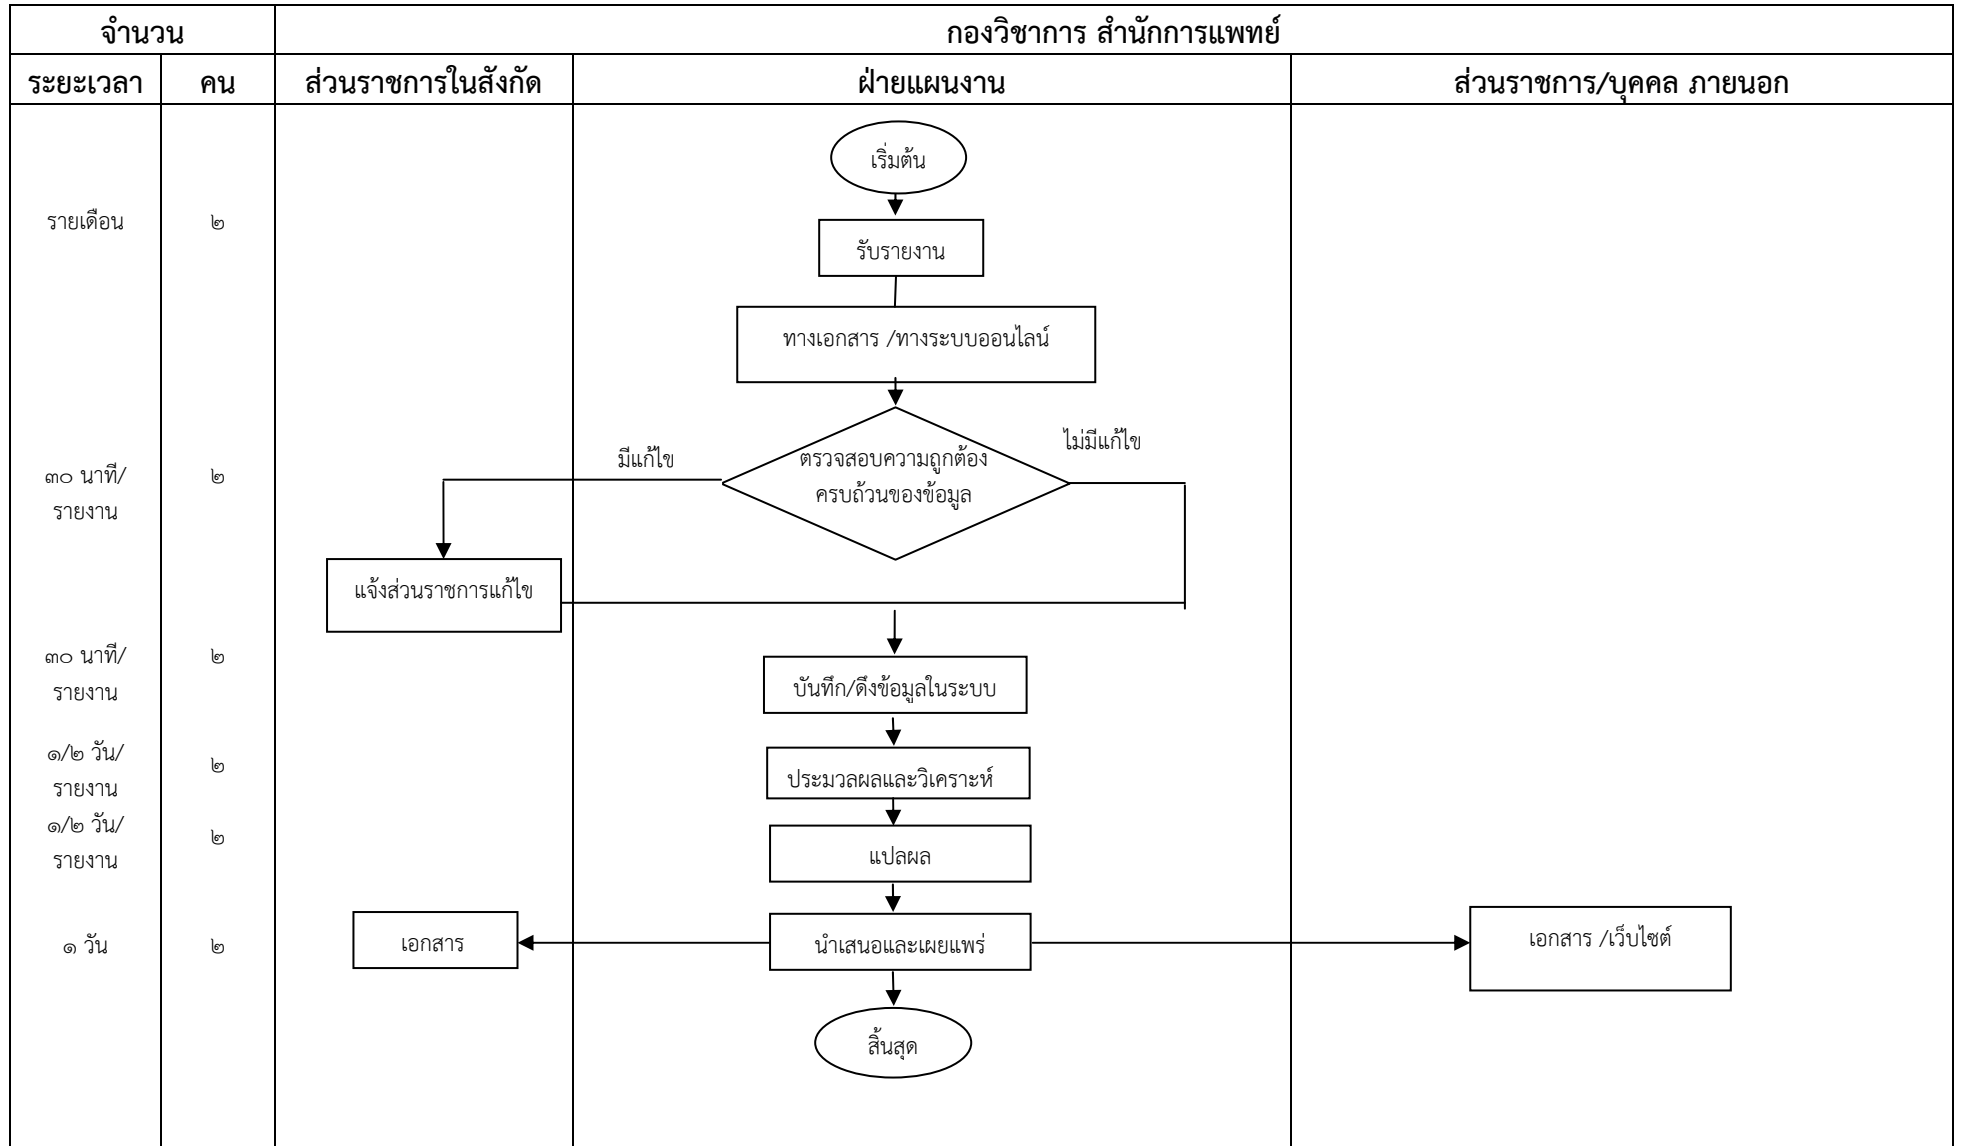 จำนวน
กองวิชาการ สำนักการแพทย์
ระยะเวลา
คน
ส่วนราชการในสังกัด
ฝ่ายแผนงาน
ส่วนราชการ/บุคคล ภายนอก
เริ่มต้น
รายเดือน
๒
รับรายงาน
ทางเอกสาร /ทางระบบออนไลน์
๓๐ นาที/
รายงาน
๒
มีแก้ไข
ตรวจสอบความถูกต้อง
ครบถ้วนของข้อมูล
ไม่มีแก้ไข
แจ้งส่วนราชการแก้ไข
๓๐ นาที/
รายงาน
๒
บันทึก/ดึงข้อมูลในระบบ
๑/๒ วัน/
รายงาน
๒
ประมวลผลและวิเคราะห์
๑/๒ วัน/
รายงาน
๒
แปลผล
๑ วัน
๒
เอกสาร
นำเสนอและเผยแพร่
เอกสาร /เว็บไซต์
สิ้นสุด